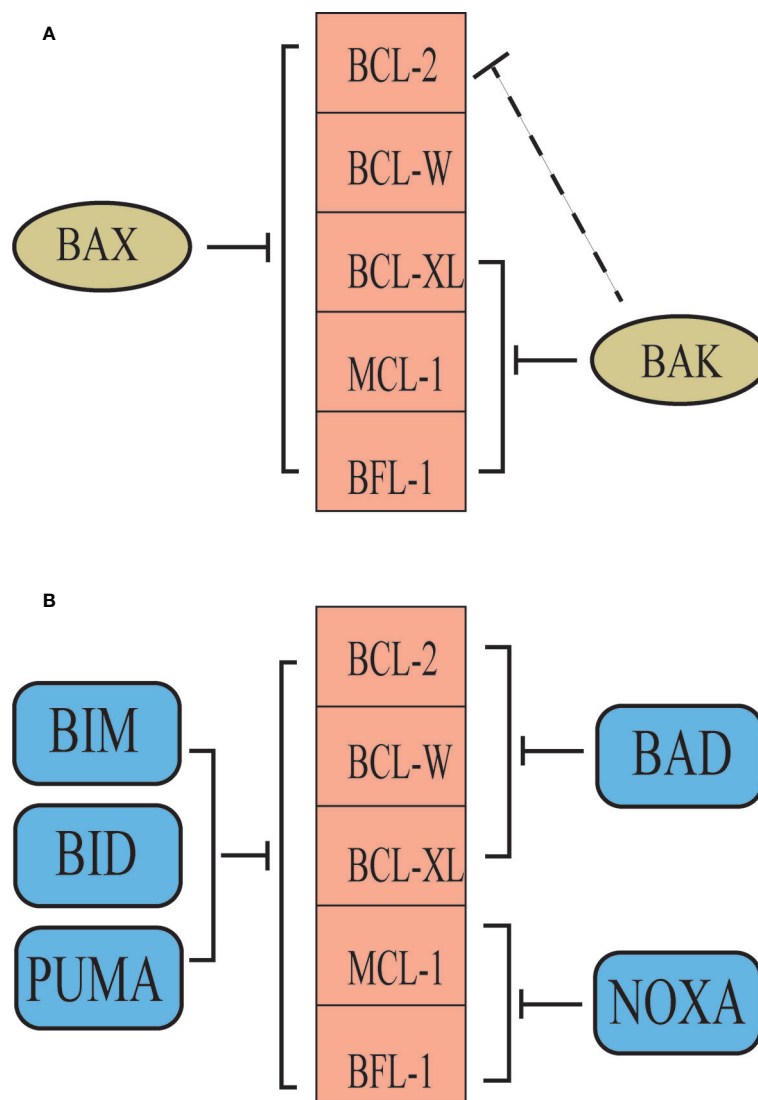 A
BCL-2
BCL-W
BAX
BCL-XL
MCL-1
BAK
BFL-1
B
BCL-2
BIM
BCL-W
BAD
BID
BCL-XL
PUMA
MCL-1
NOXA
BFL-1